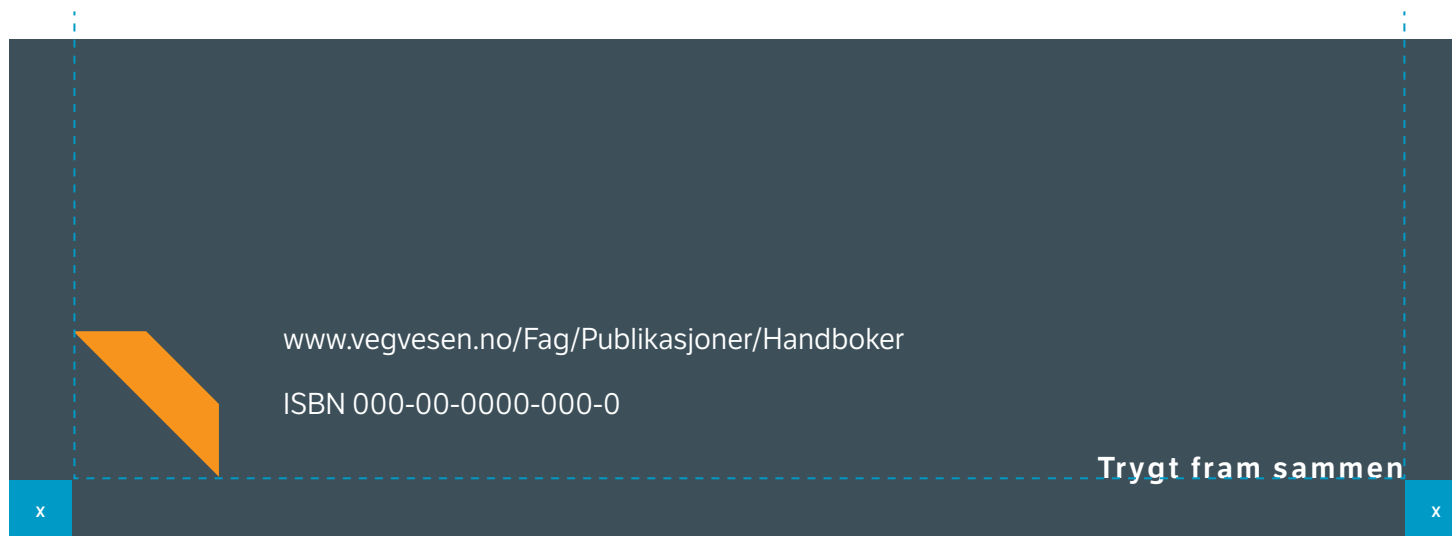 www.vegvesen.no/Fag/Publikasjoner/Handboker
ISBN 000-00-0000-000-0
Trygt fram sammen
x
x